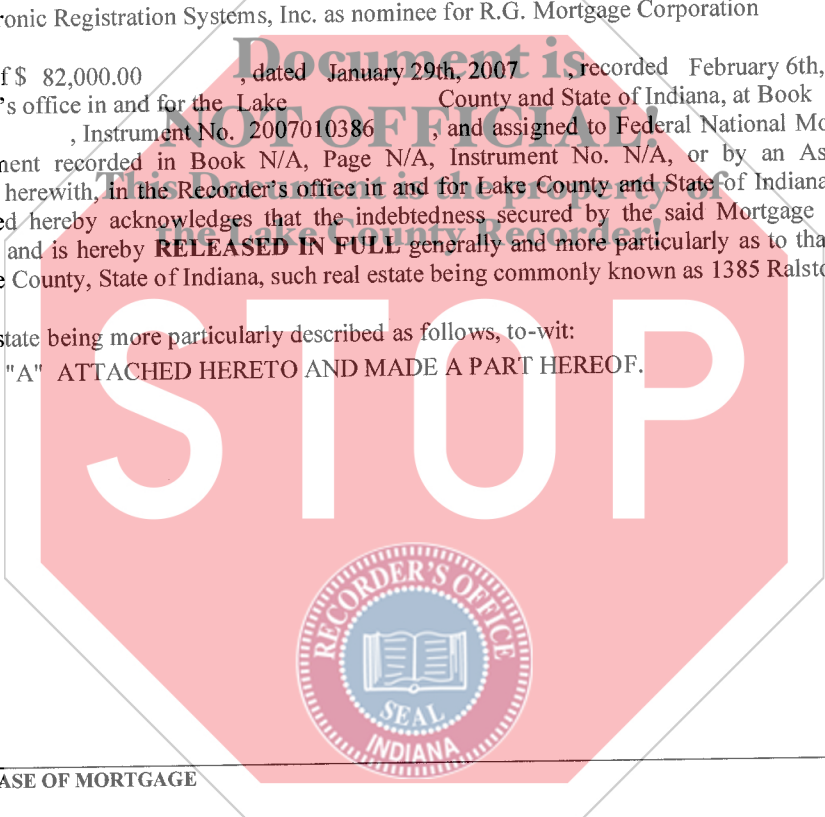 ronic Registration Systems, Inc. as nominee for R.G. Mortgage Corporation
f $ 82,000.00 , dated January 29th, 2007 , recorded February 6th,
's office in and for the Lake County and State of Indiana, at Book
, Instrument No. 2007010386 , and assigned to Federal National Mo
ment recorded in Book N/A, Page N/A, Instrument No. N/A, or by an As
herewith, in the Recorder's office in and for Lake County and State of Indiana
ed hereby acknowledges that the indebtedness secured by the said Mortgage
and is hereby RELEASED IN FULL generally and more particularly as to tha
e County, State of Indiana, such real estate being commonly known as 1385 Ralsto
state being more particularly described as follows, to-wit:
"A" ATTACHED HERETO AND MADE A PART HEREOF.
Document is
NOT OFFICIAL!
This Document is the property of
the Lake County Recorder!
STOP
RECORDER'S OFFICE
SEAL
INDIANA
ASE OF MORTGAGE